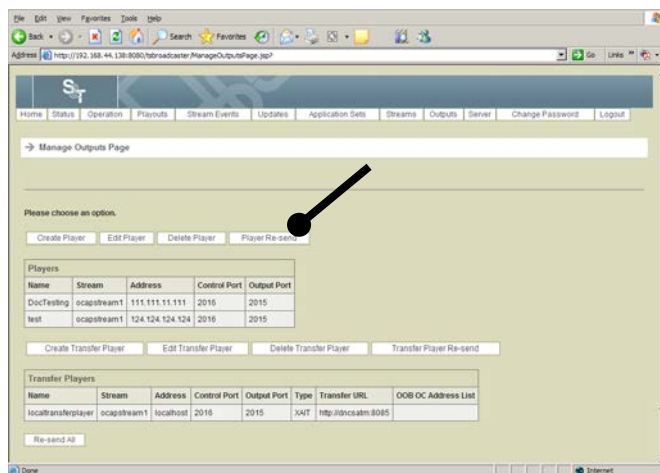 File Edit View Favorites Tools Help
Back Search Favorites
Address http://192.168.44.138:8080/tsbroadcaster/ManageOutputsPage.jsp? Go Links
S T
Home Status Operation Playouts Stream Events Updates Application Sets Streams Outputs Server Change Password Logout
Manage Outputs Page
Please choose an option.
Create Player Edit Player Delete Player Player Re-send
Players
Name Stream Address Control Port Output Port
DocTesting ocapstream1 111.111.11.111 2016 2015
test ocapstream1 124.124.124.124 2016 2015
Create Transfer Player Edit Transfer Player Delete Transfer Player Transfer Player Re-send
Transfer Players
Name Stream Address Control Port Output Port Type Transfer URL OOB OC Address List
localtransferplayer ocapstream1 localhost 2016 2015 XAIT http://dncsatm:8085
Re-send All
Done Internet